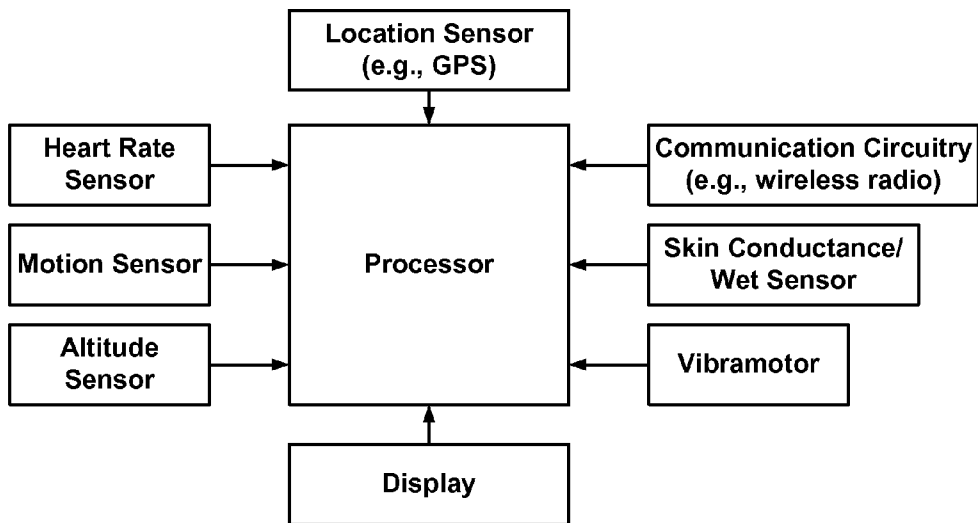 Location Sensor
(e.g., GPS)
Heart Rate
Sensor
Communication Circuitry
(e.g., wireless radio)
Motion Sensor
Processor
Skin Conductance/
Wet Sensor
Altitude
Sensor
Vibramotor
Display